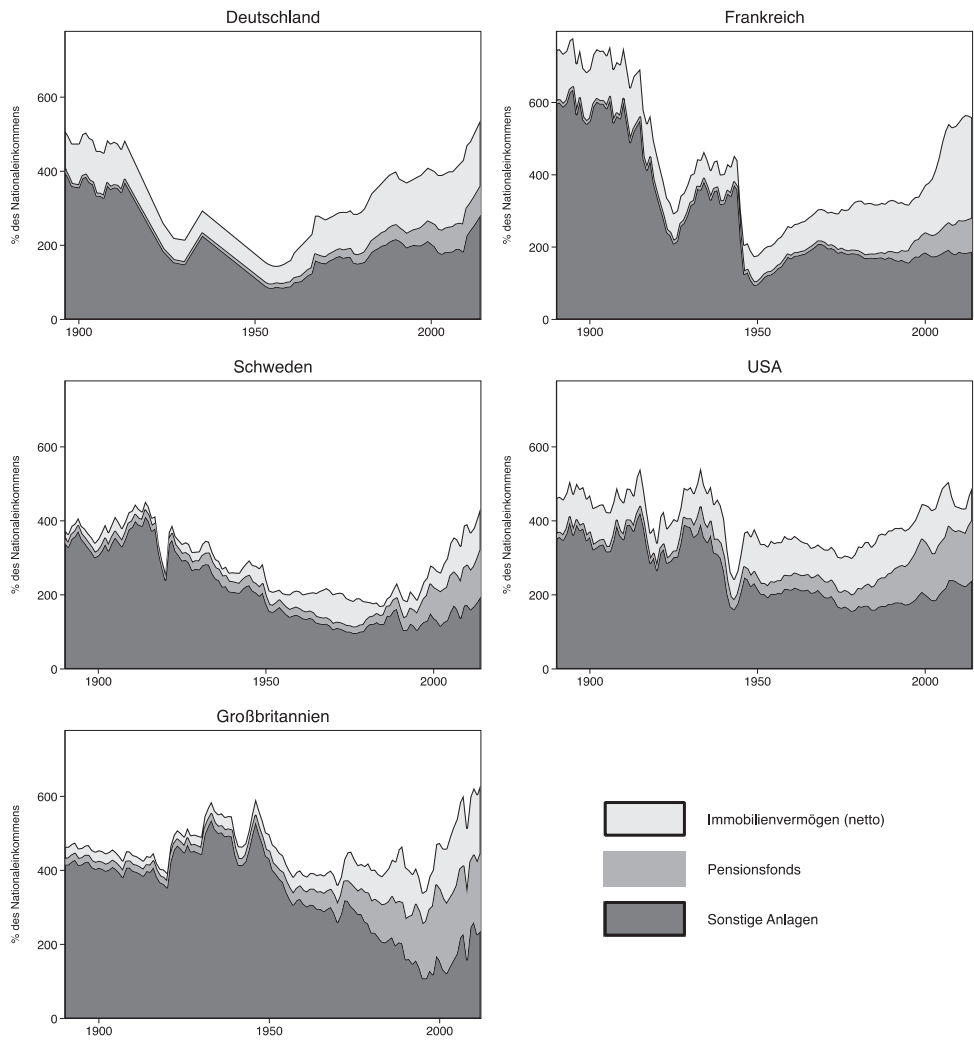 Deutschland
% des Nationaleinkommens
600
400
200
0
1900
1950
2000
Frankreich
% des Nationaleinkommens
600
400
200
0
1900
1950
2000
Schweden
% des Nationaleinkommens
600
400
200
0
1900
1950
2000
USA
% des Nationaleinkommens
600
400
200
0
1900
1950
2000
Großbritannien
% des Nationaleinkommens
600
400
200
0
1900
1950
2000
Immobilienvermögen (netto)
Pensionsfonds
Sonstige Anlagen